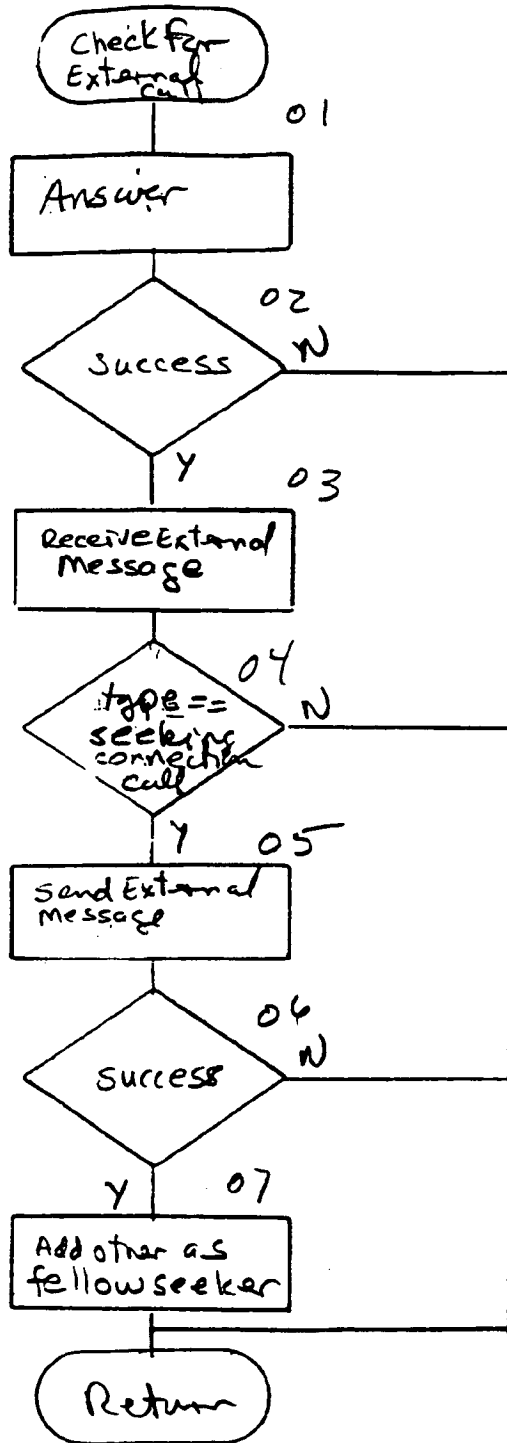 Check for
External
call
01
Answer
02
success
N
Y
03
Receive External
Message
04
type ==
seeking
connection
call
N
Y
05
Send External
Message
06
success
N
Y
07
Add other as
fellow seeker
Return